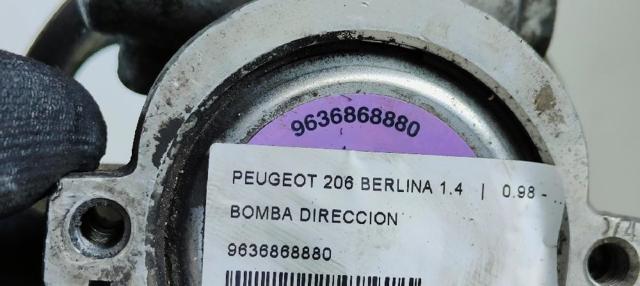 9636868880
PEUGEOT 206 BERLINA 1.4 | 0.98 - ...
BOMBA DIRECCION
9636868880